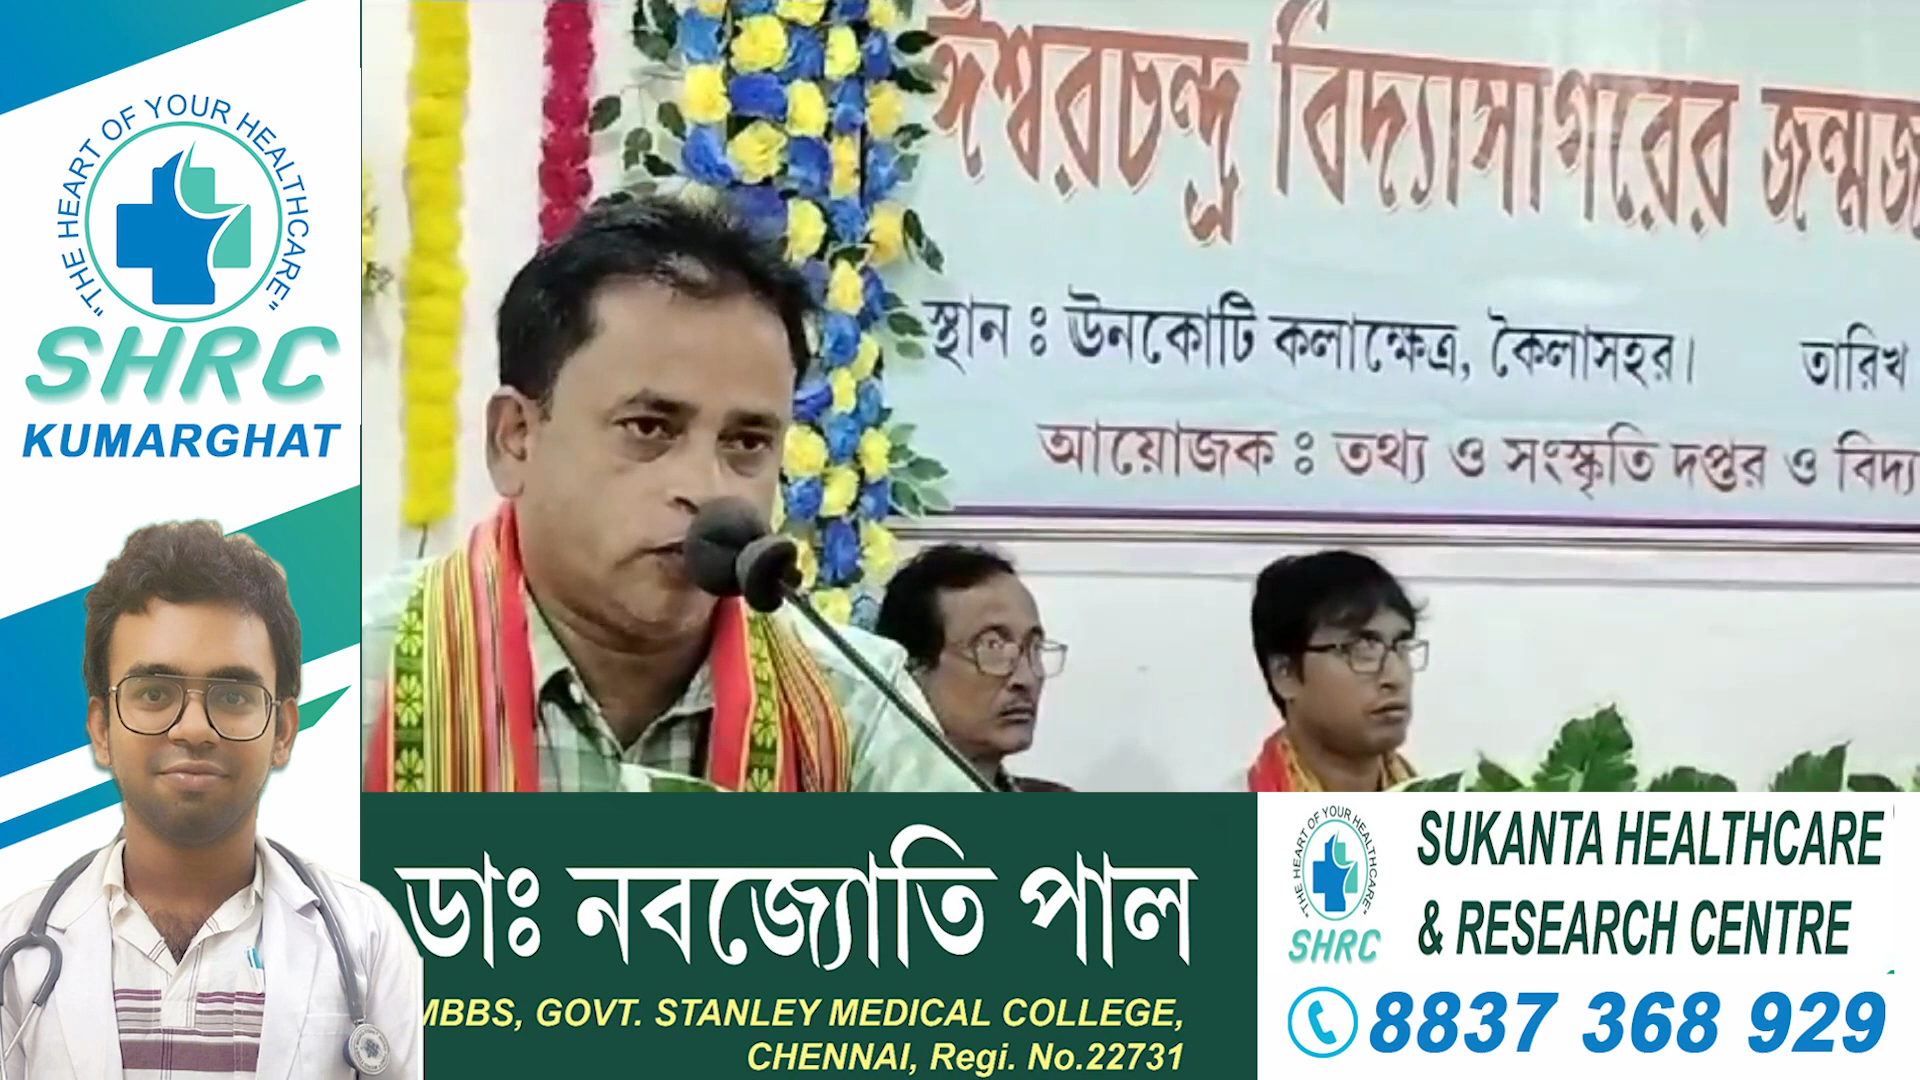 "THE HEART OF YOUR HEALTHCARE"
SHRC
KUMARGHAT
ঈশ্বরচন্দ্র বিদ্যাসাগরের জন্মজ
স্থান ঃ ঊনকোটি কলাক্ষেত্র, কৈলাসহর।
তারিখ
আয়োজক ঃ তথ্য ও সংস্কৃতি দপ্তর ও বিদ্য
ডাঃ নবজ্যোতি পাল
MBBS, GOVT. STANLEY MEDICAL COLLEGE,
CHENNAI, Regi. No.22731
"THE HEART OF YOUR HEALTHCARE"
SHRC
SUKANTA HEALTHCARE
& RESEARCH CENTRE
8837 368 929